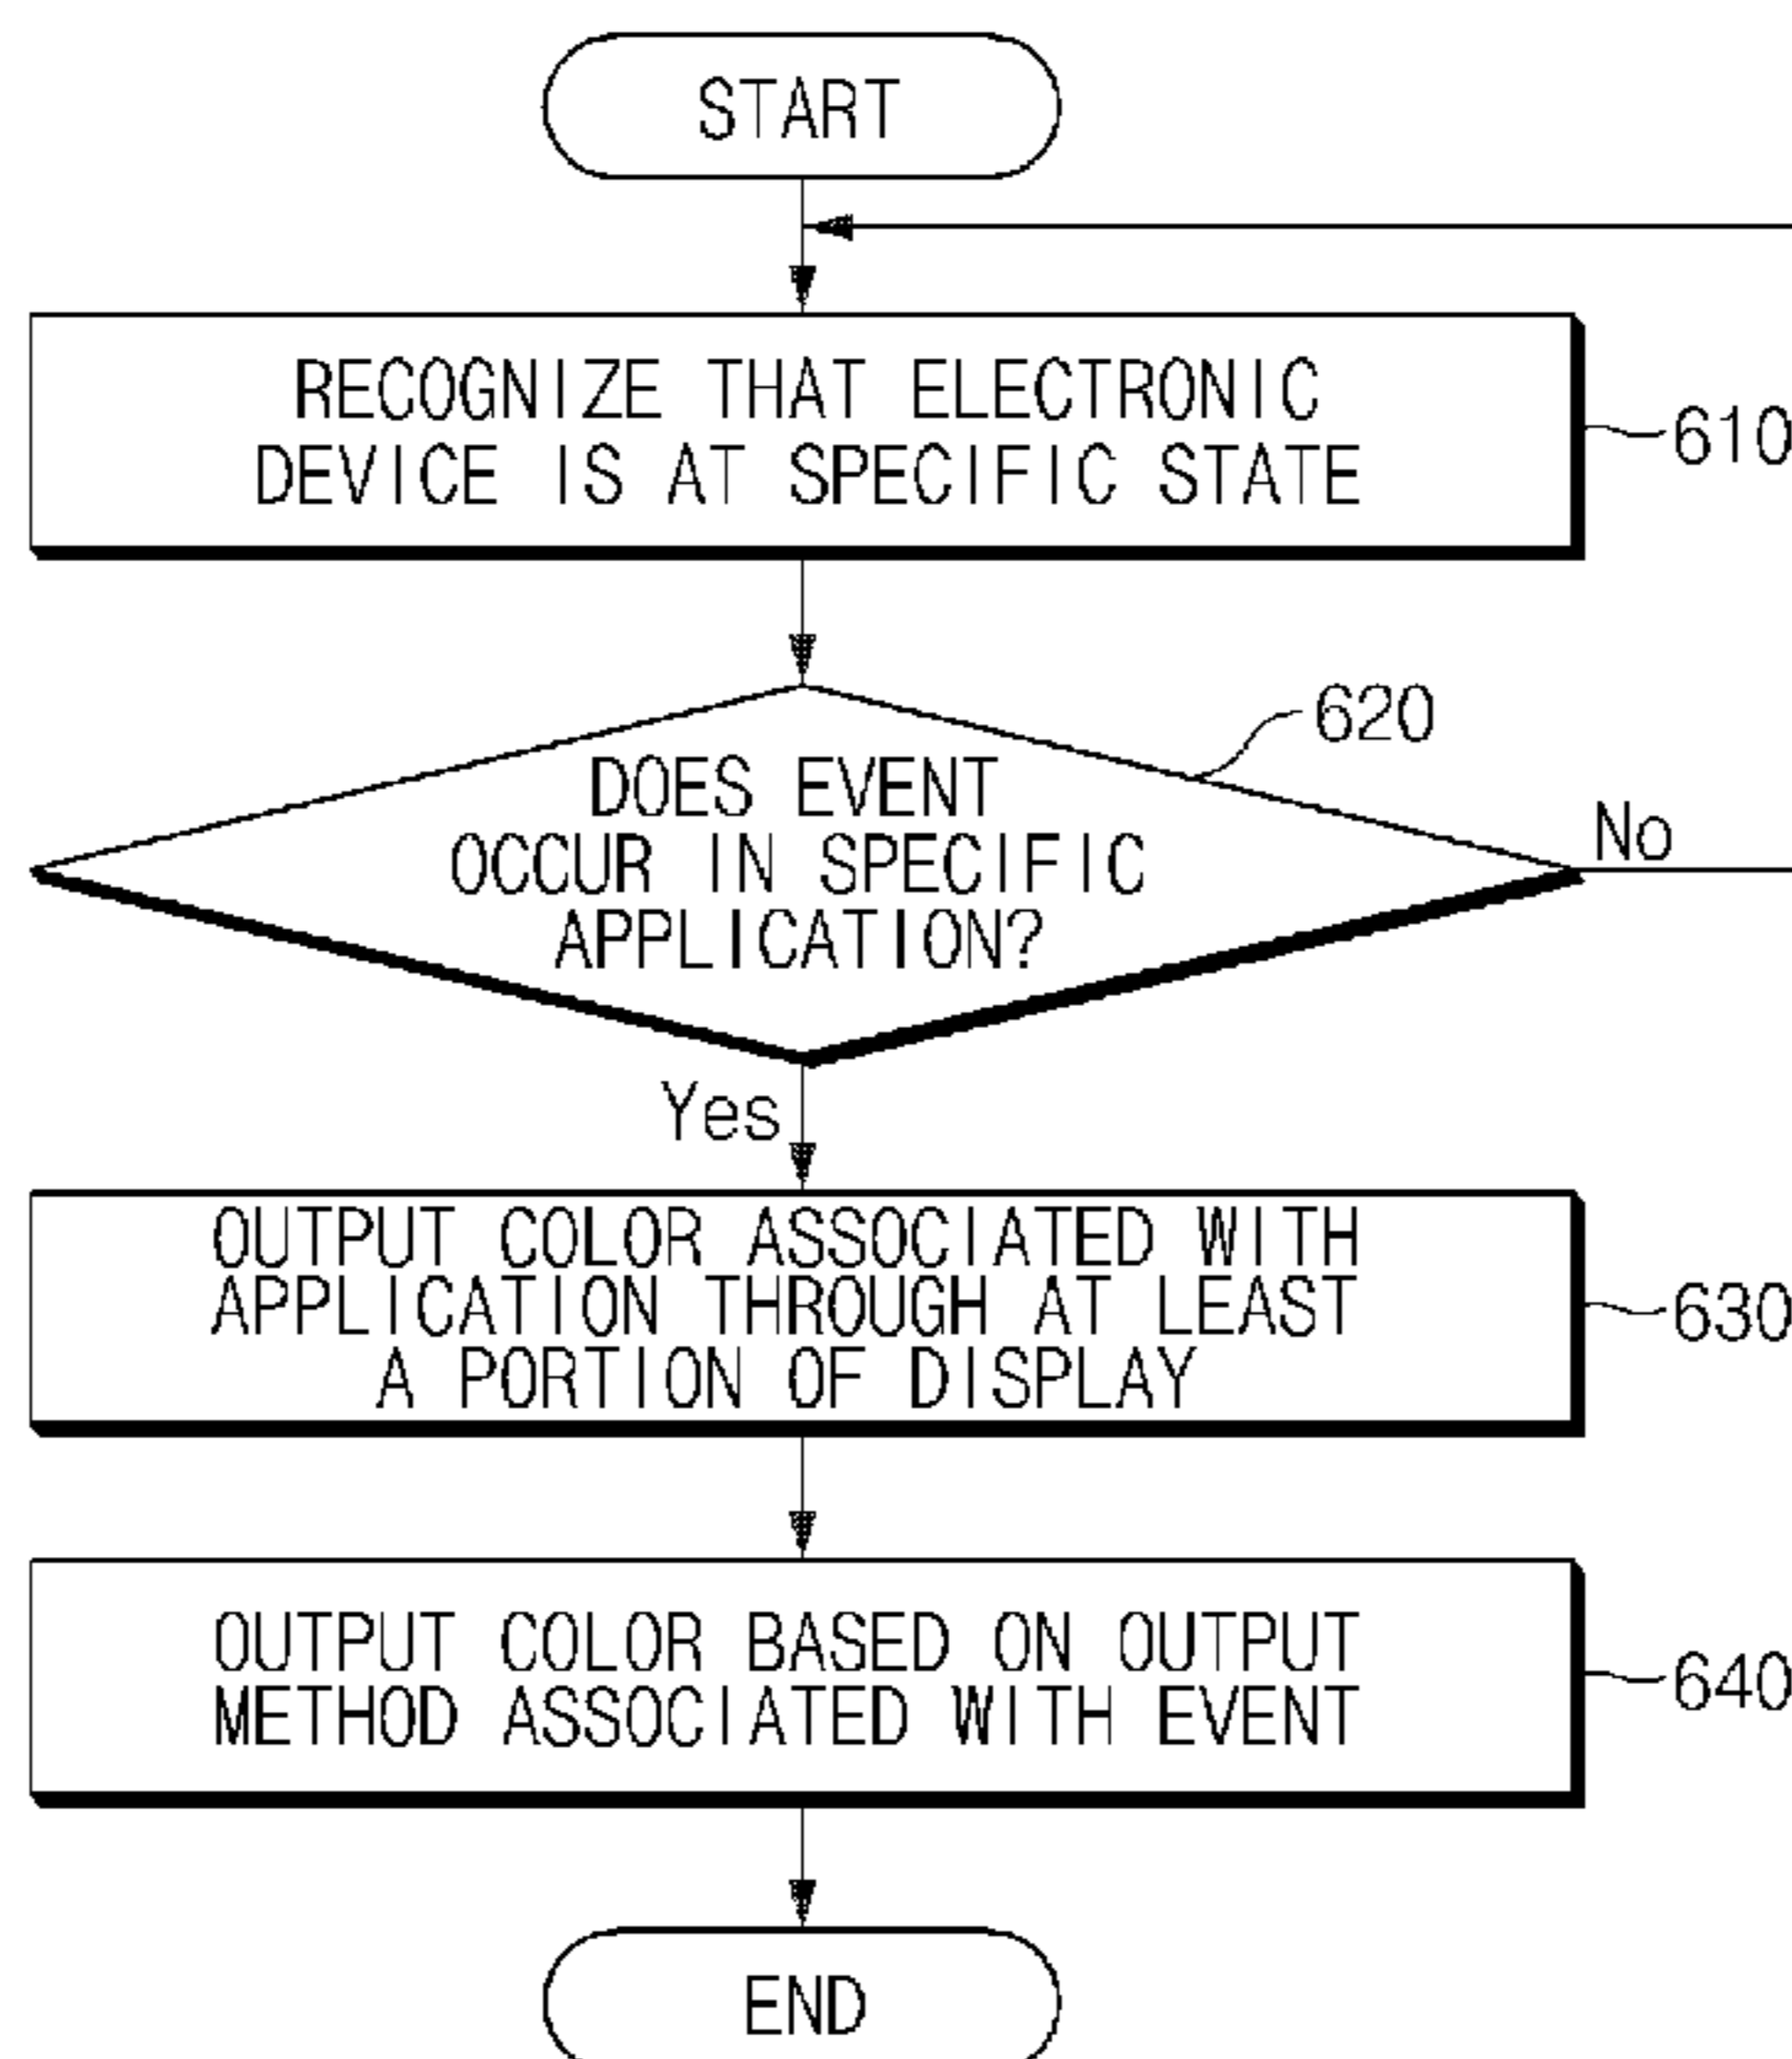 START
RECOGNIZE THAT ELECTRONIC
DEVICE IS AT SPECIFIC STATE
610
620
DOES EVENT
OCCUR IN SPECIFIC
APPLICATION?
No
Yes
OUTPUT COLOR ASSOCIATED WITH
APPLICATION THROUGH AT LEAST
A PORTION OF DISPLAY
630
OUTPUT COLOR BASED ON OUTPUT
METHOD ASSOCIATED WITH EVENT
640
END